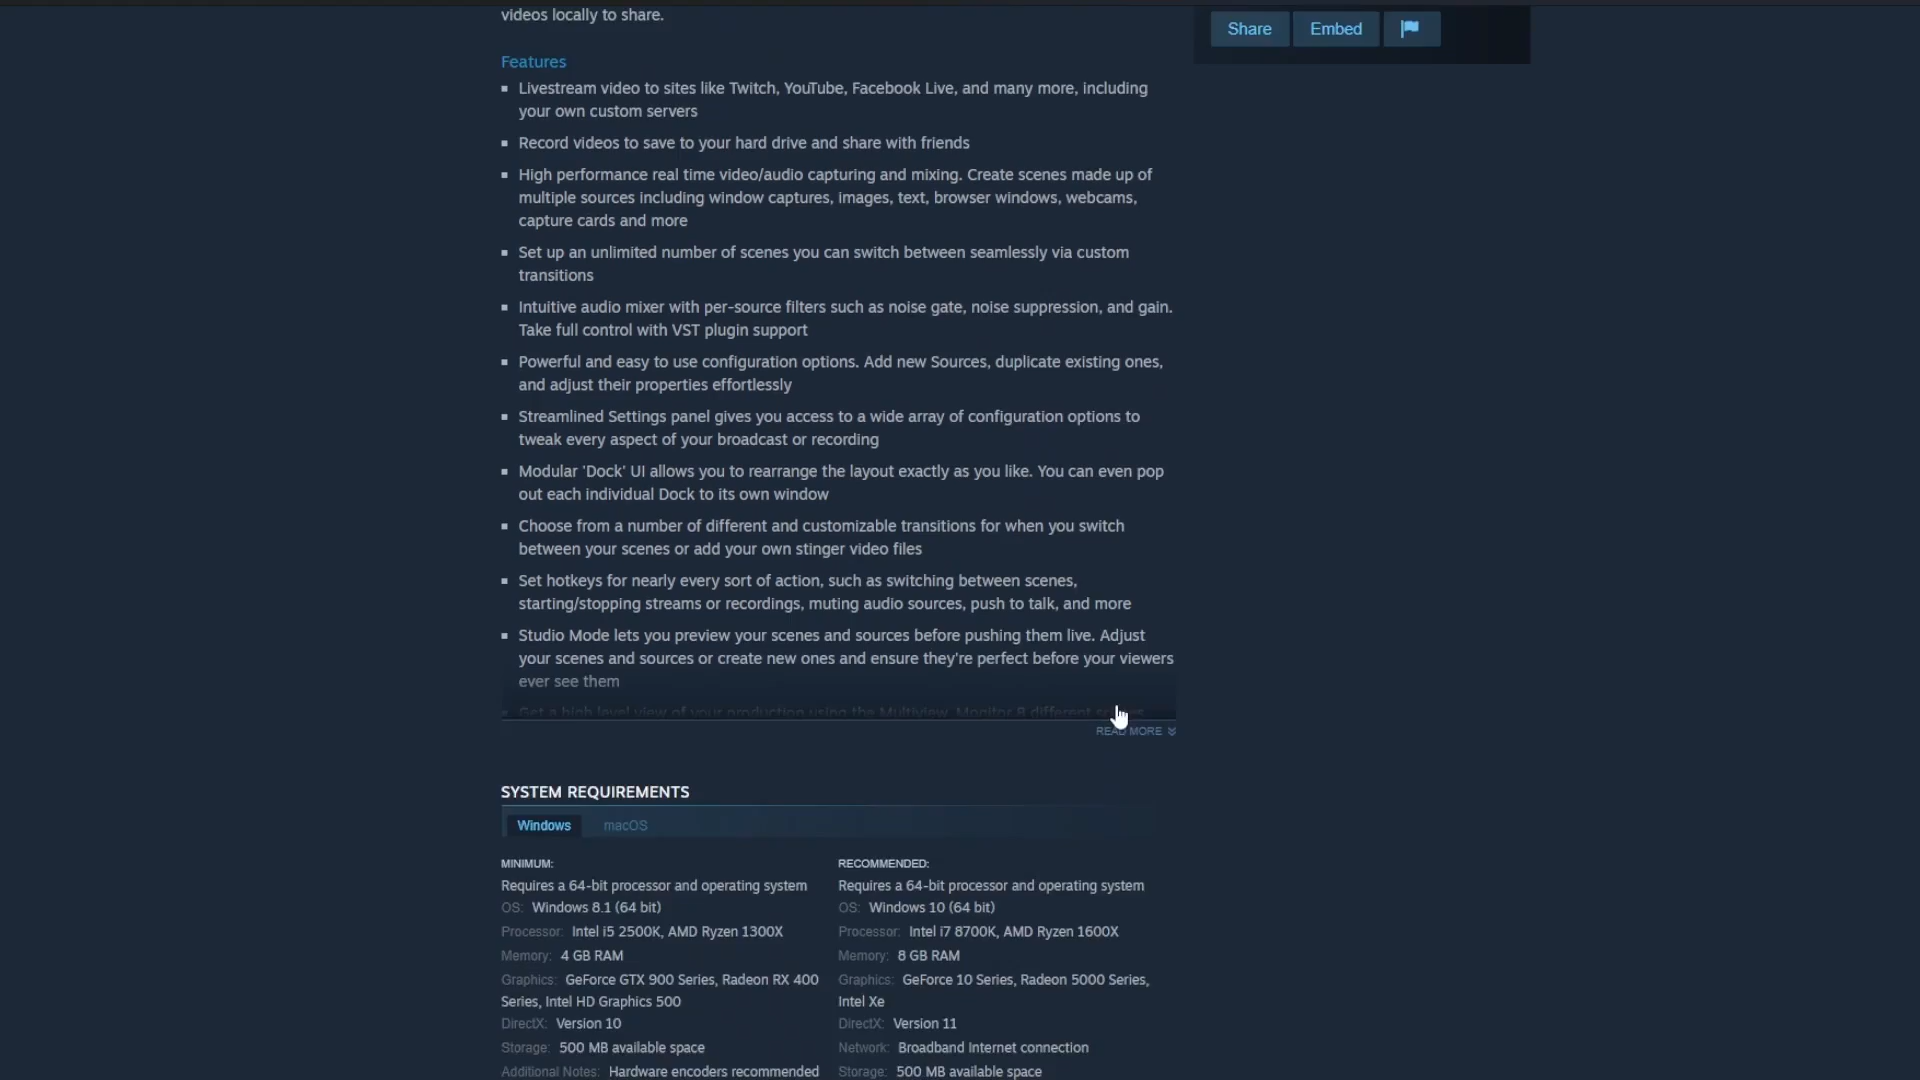 videos locally to share.
Share
Embed
Features
Livestream video to sites like Twitch, YouTube, Facebook Live, and many more, including
your own custom servers
Record videos to save to your hard drive and share with friends
High performance real time video/audio capturing and mixing. Create scenes made up of
multiple sources including window captures, images, text, browser windows, webcams,
capture cards and more
Set up an unlimited number of scenes you can switch between seamlessly via custom
transitions
Intuitive audio mixer with per-source filters such as noise gate, noise suppression, and gain.
Take full control with VST plugin support
Powerful and easy to use configuration options. Add new Sources, duplicate existing ones,
and adjust their properties effortlessly
Streamlined Settings panel gives you access to a wide array of configuration options to
tweak every aspect of your broadcast or recording
Modular 'Dock' UI allows you to rearrange the layout exactly as you like. You can even pop
out each individual Dock to its own window
Choose from a number of different and customizable transitions for when you switch
between your scenes or add your own stinger video files
Set hotkeys for nearly every sort of action, such as switching between scenes,
starting/stopping streams or recordings, muting audio sources, push to talk, and more
Studio Mode lets you preview your scenes and sources before pushing them live. Adjust
your scenes and sources or create new ones and ensure they're perfect before your viewers
ever see them
Get a high level view of your production using the Multiview. Monitor 8 different
READ MORE
SYSTEM REQUIREMENTS
Windows
macOS
MINIMUM:
Requires a 64-bit processor and operating system
OS: Windows 8.1 (64 bit)
Processor: Intel i5 2500K, AMD Ryzen 1300X
Memory: 4 GB RAM
Graphics: GeForce GTX 900 Series, Radeon RX 400
Series, Intel HD Graphics 500
DirectX: Version 10
Storage: 500 MB available space
Additional Notes: Hardware encoders recommended
RECOMMENDED:
Requires a 64-bit processor and operating system
OS: Windows 10 (64 bit)
Processor: Intel i7 8700K, AMD Ryzen 1600X
Memory: 8 GB RAM
Graphics: GeForce 10 Series, Radeon 5000 Series,
Intel Xe
DirectX: Version 11
Network: Broadband Internet connection
Storage: 500 MB available space